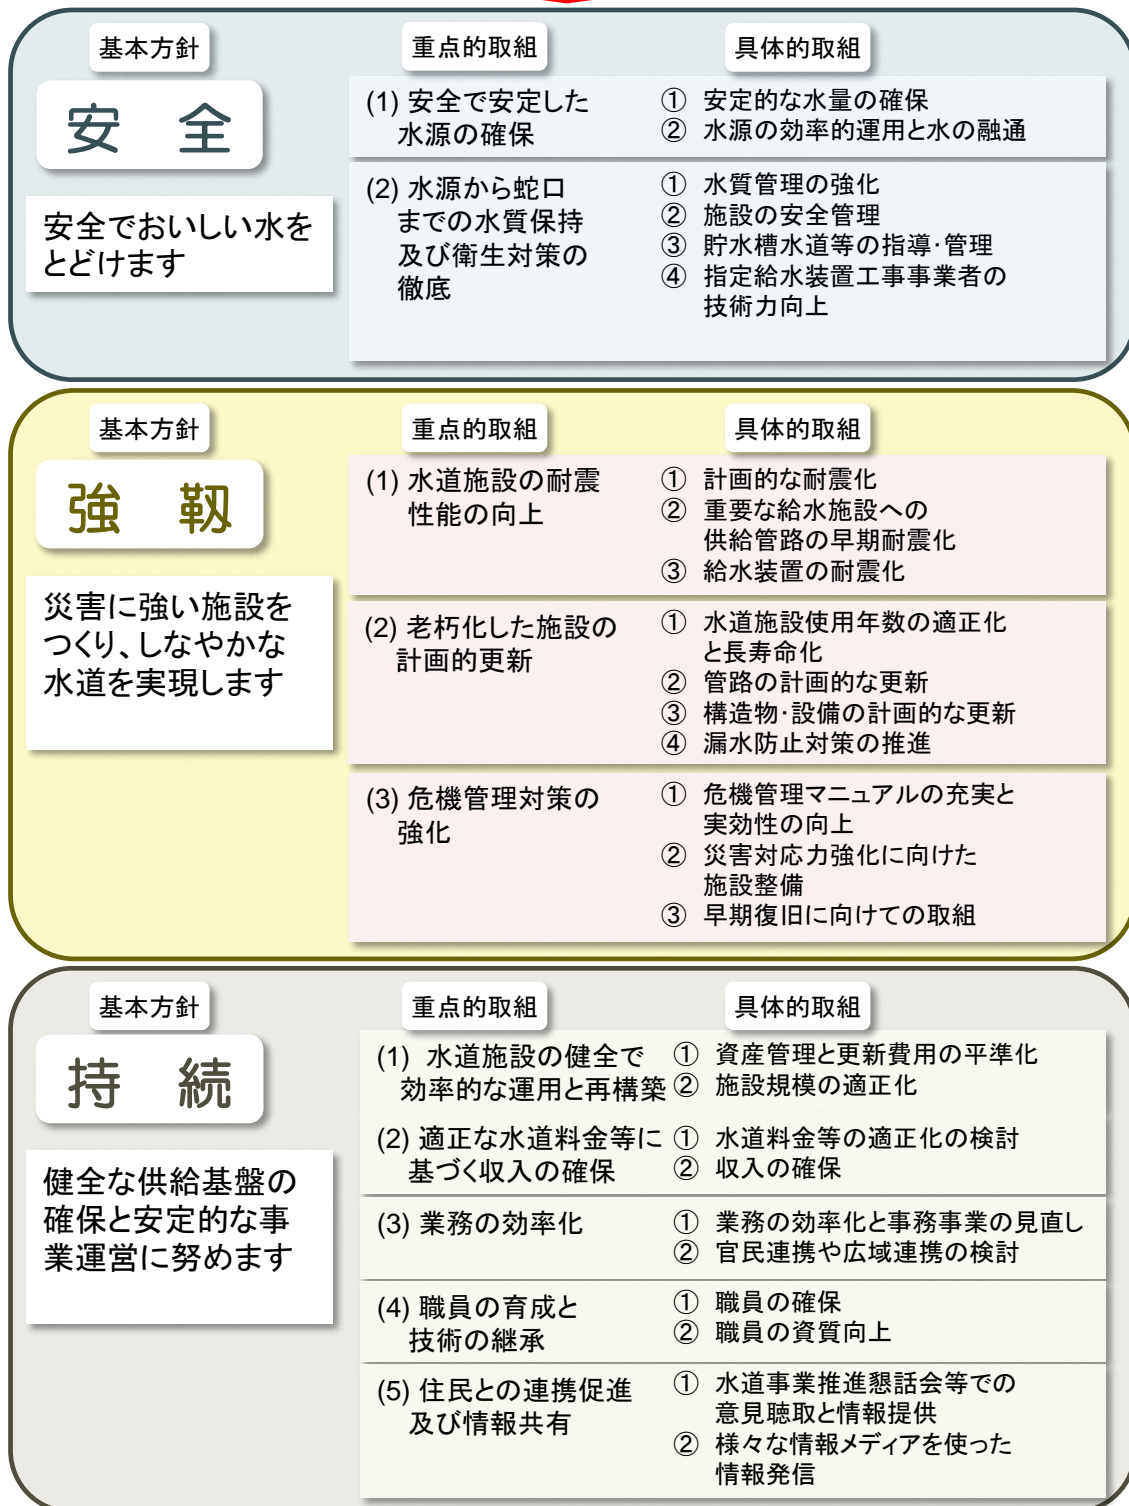 基本方針
安　全
安全でおいしい水を
とどけます
重点的取組
具体的取組
(1) 安全で安定した
水源の確保
① 安定的な水量の確保
② 水源の効率的運用と水の融通
(2) 水源から蛇口
までの水質保持
及び衛生対策の
徹底
① 水質管理の強化
② 施設の安全管理
③ 貯水槽水道等の指導･管理
④ 指定給水装置工事事業者の
技術力向上
基本方針
強　靱
災害に強い施設を
つくり、しなやかな
水道を実現します
重点的取組
具体的取組
(1) 水道施設の耐震
性能の向上
① 計画的な耐震化
② 重要な給水施設への
供給管路の早期耐震化
③ 給水装置の耐震化
(2) 老朽化した施設の
計画的更新
① 水道施設使用年数の適正化
と長寿命化
② 管路の計画的な更新
③ 構造物･設備の計画的な更新
④ 漏水防止対策の推進
(3) 危機管理対策の
強化
① 危機管理マニュアルの充実と
実効性の向上
② 災害対応力強化に向けた
施設整備
③ 早期復旧に向けての取組
基本方針
持　続
健全な供給基盤の
確保と安定的な事
業運営に努めます
重点的取組
具体的取組
(1) 水道施設の健全で
効率的な運用と再構築
① 資産管理と更新費用の平準化
② 施設規模の適正化
(2) 適正な水道料金等に
基づく収入の確保
① 水道料金等の適正化の検討
② 収入の確保
(3) 業務の効率化
① 業務の効率化と事務事業の見直し
② 官民連携や広域連携の検討
(4) 職員の育成と
技術の継承
① 職員の確保
② 職員の資質向上
(5) 住民との連携促進
及び情報共有
① 水道事業推進懇話会等での
意見聴取と情報提供
② 様々な情報メディアを使った
情報発信